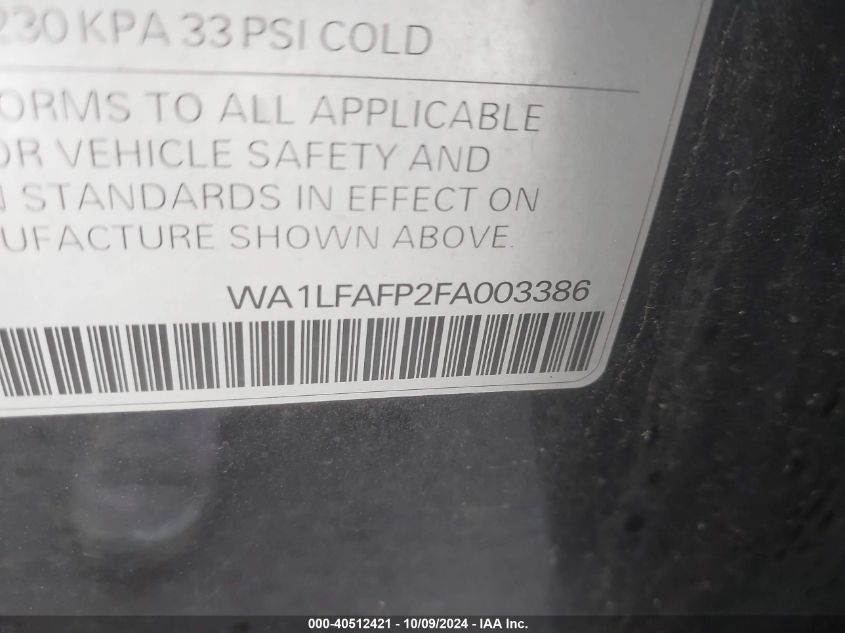 230 KPA 33 PSI COLD
ORMS TO ALL APPLICABLE
OR VEHICLE SAFETY AND
N STANDARDS IN EFFECT ON
UFACTURE SHOWN ABOVE.
WA1LFAFP2FA003386
000-40512421 - 10/09/2024 - IAA Inc.